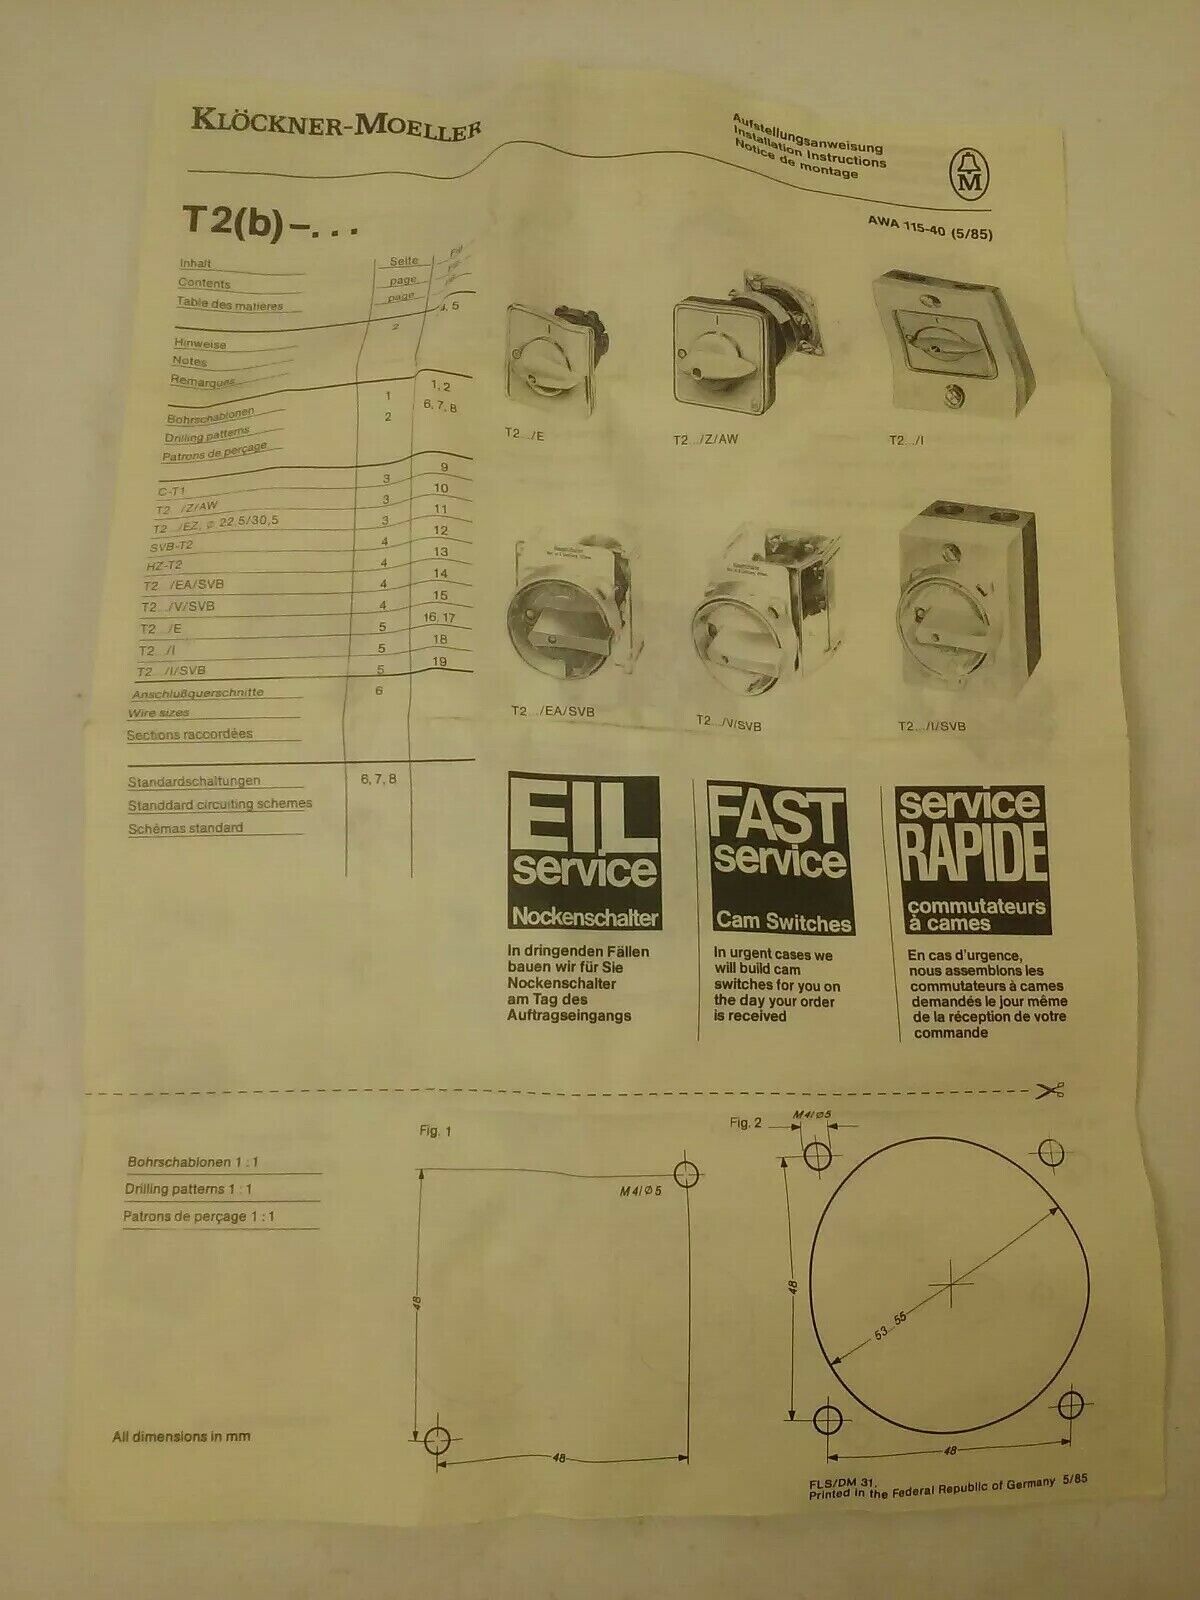 KLÖCKNER-MOELLER
Aufstellungsanweisung
Installation Instructions
Notice de montage
M
AWA 115-40 (5/85)
T2(b)-...
Inhalt Seite
Contents page
Table des matières page
Hinweise 2 4, 5
Notes
Remarques
Bohrschablonen 1 1, 2
Drilling patterns 2 6, 7, 8
Patrons de perçage
C-T1 3 9
T2.../Z/AW 3 10
T2.../EZ, ø 22,5/30,5 3 11
SVB-T2 4 12
HZ-T2 4 13
T2.../EA/SVB 4 14
T2.../V/SVB 4 15
T2.../E 5 16, 17
T2.../I 5 18
T2.../I/SVB 5 19
Anschlußquerschnitte 6
Wire sizes
Sections raccordées
Standardschaltungen 6, 7, 8
Standdard circuiting schemes
Schémas standard
T2.../E
T2.../Z/AW
T2.../I
Hauptschalter
Hauptschalter
T2.../EA/SVB
T2.../V/SVB
T2.../I/SVB
EIL
service
Nockenschalter
In dringenden Fällen
bauen wir für Sie
Nockenschalter
am Tag des
Auftragseingangs
FAST
service
Cam Switches
In urgent cases we
will build cam
switches for you on
the day your order
is received
service
RAPIDE
commutateurs
à cames
En cas d'urgence,
nous assemblons les
commutateurs à cames
demandés le jour même
de la réception de votre
commande
Bohrschablonen 1 : 1
Drilling patterns 1 : 1
Patrons de perçage 1 : 1
All dimensions in mm
Fig. 1
M4/Ø5
48
48
Fig. 2
M4/Ø5
48
53...55
48
FLS/DM 31.
Printed in the Federal Republic of Germany 5/85